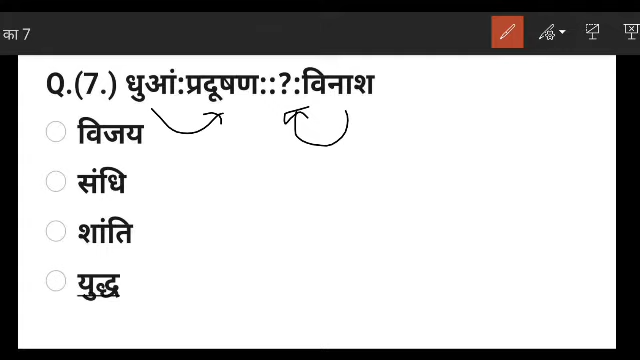 का 7
Q.(7.) धुआं:प्रदूषण::?:विनाश
विजय
संधि
शांति
युद्ध